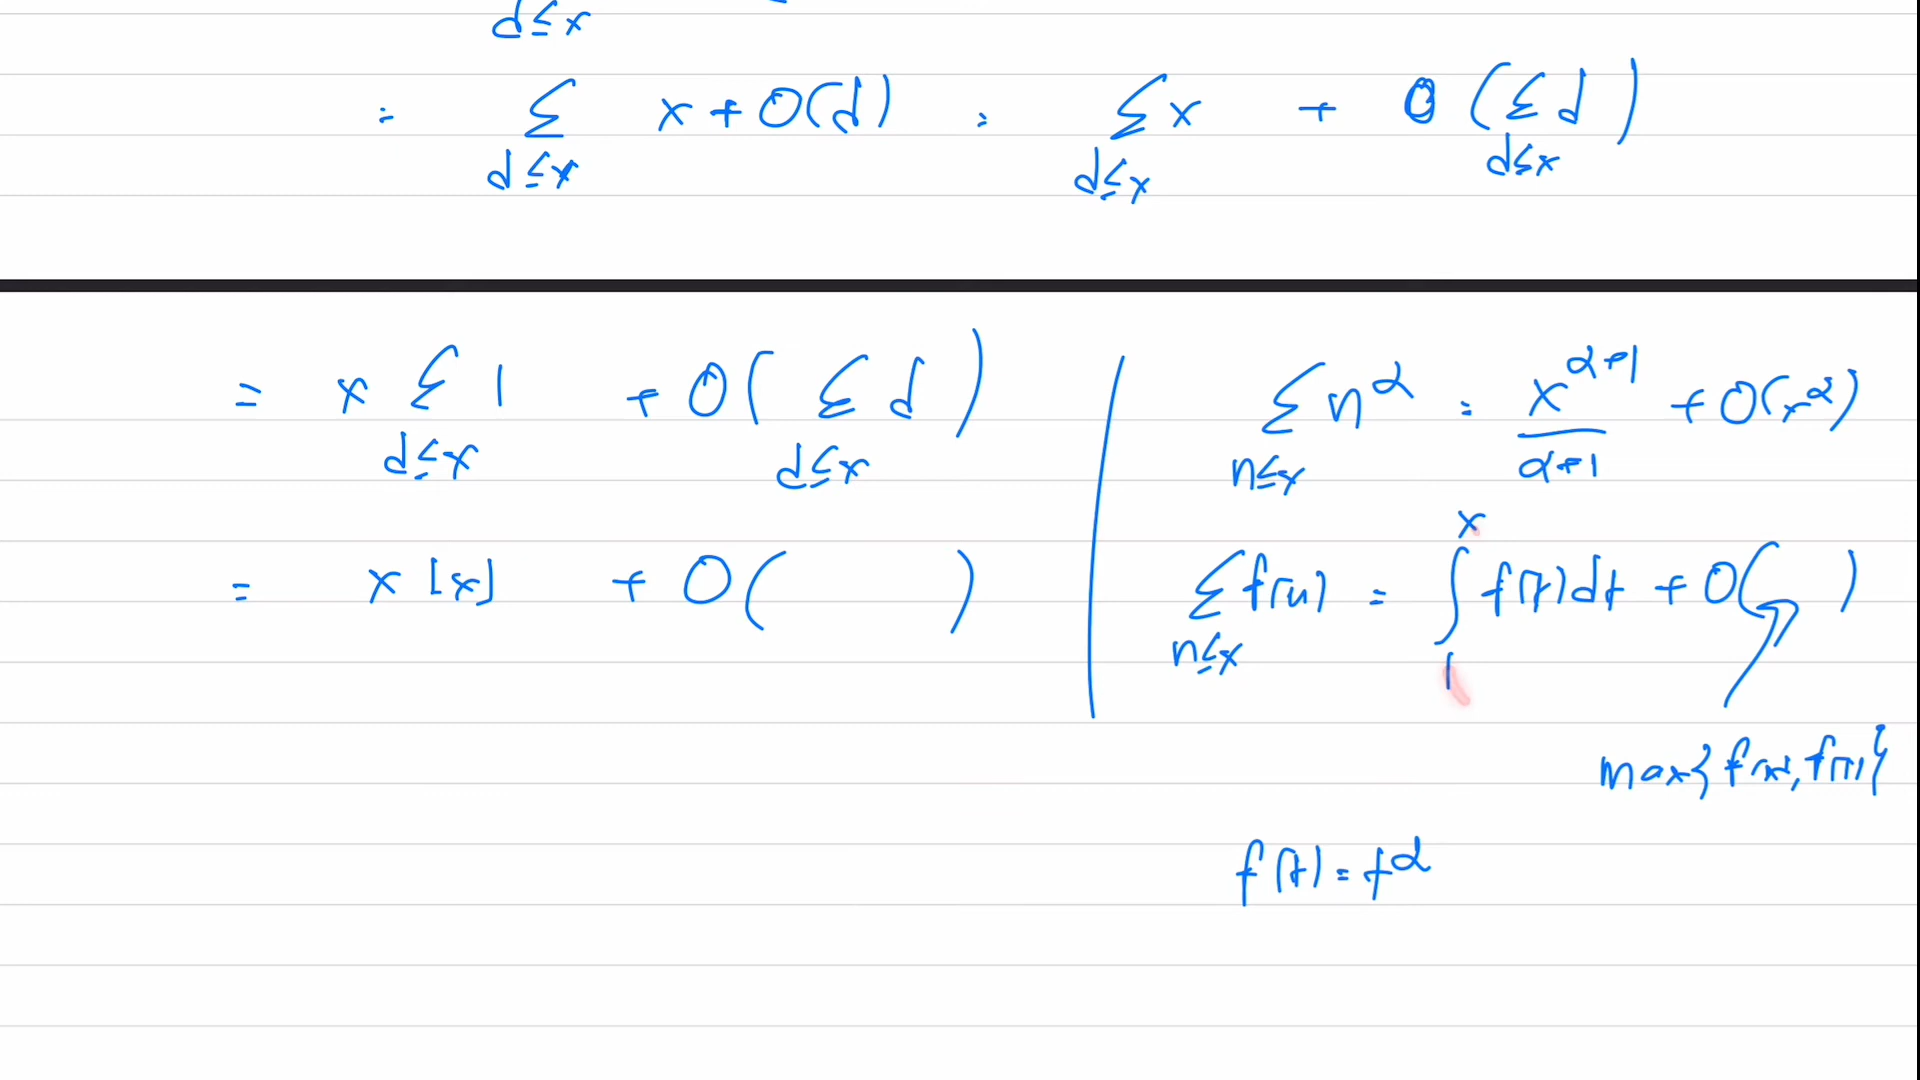 d≤x
= Σ x + O(d) = Σ x + O(Σ d)
d≤x d≤x d≤x
= x Σ 1 + O(Σ d)
d≤x d≤x
= x [x] + O( )
Σ n^α = x^(α+1) / (α+1) + O(x^α)
n≤x
Σ f(n) = ∫_1^x f(t)dt + O( )
n≤x
max{f(x), f(1)}
f(t) = t^α